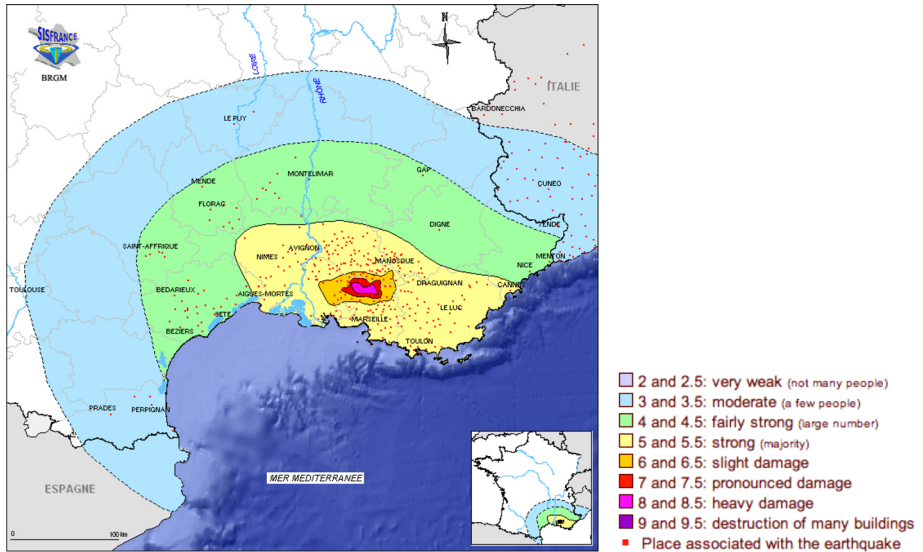 SISFRANCE
BRGM
N
LOIRE
RHÔNE
ÍTALIE
BARDONECCHIA
LE PUY
GAP
MONTELIMAR
MENDE
CUNEO
FLORAC
DIGNE
TENDE
SAINT-AFFRIQUE
AVIGNON
NIMES
MANOSQUE
MENTON
NICE
TOULOUSE
BEDARIEUX
AIGUES-MORTES
DRAGUIGNAN
CANNES
SETE
LE LUC
BEZIERS
MARSEILLE
TOULON
PRADES
PERPIGNAN
MER MEDITERRANEE
ESPAGNE
0 100 km
2 and 2.5: very weak (not many people)
3 and 3.5: moderate (a few people)
4 and 4.5: fairly strong (large number)
5 and 5.5: strong (majority)
6 and 6.5: slight damage
7 and 7.5: pronounced damage
8 and 8.5: heavy damage
9 and 9.5: destruction of many buildings
Place associated with the earthquake